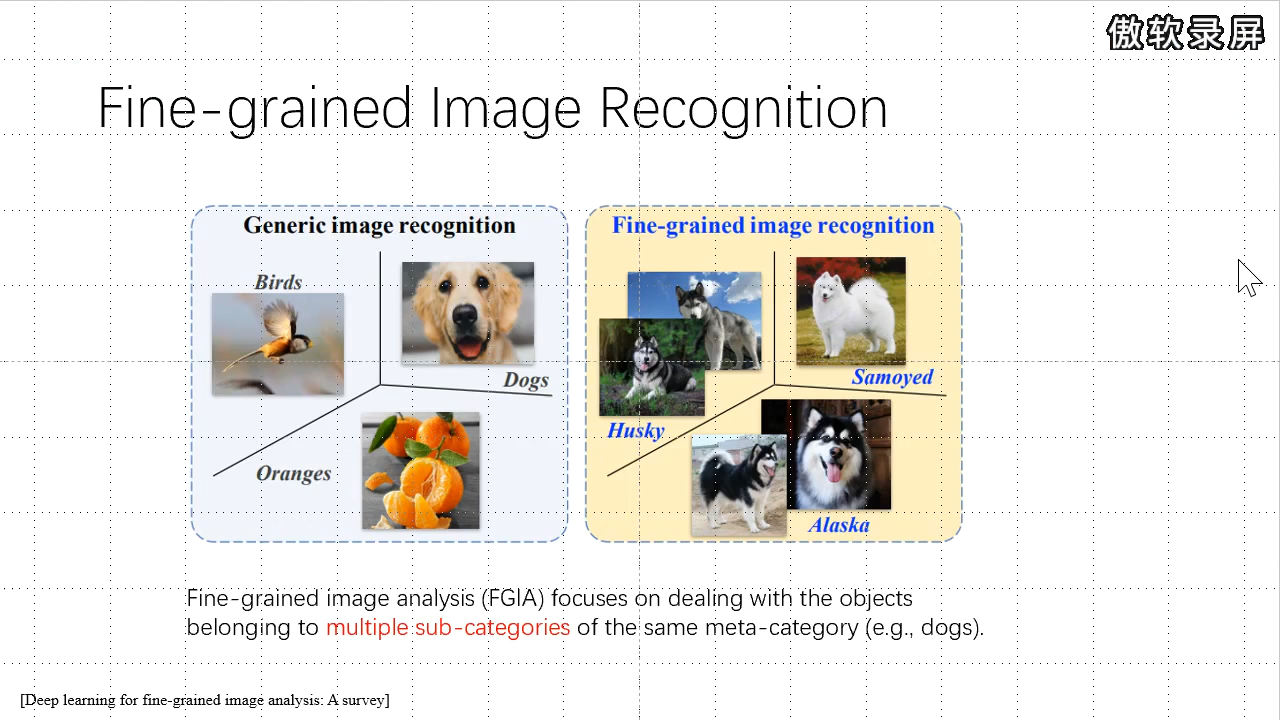 傲软录屏
Fine-grained Image Recognition
Generic image recognition
Birds
Dogs
Oranges
Fine-grained image recognition
Samoyed
Husky
Alaska
Fine-grained image analysis (FGIA) focuses on dealing with the objects
belonging to multiple sub-categories of the same meta-category (e.g., dogs).
[Deep learning for fine-grained image analysis: A survey]